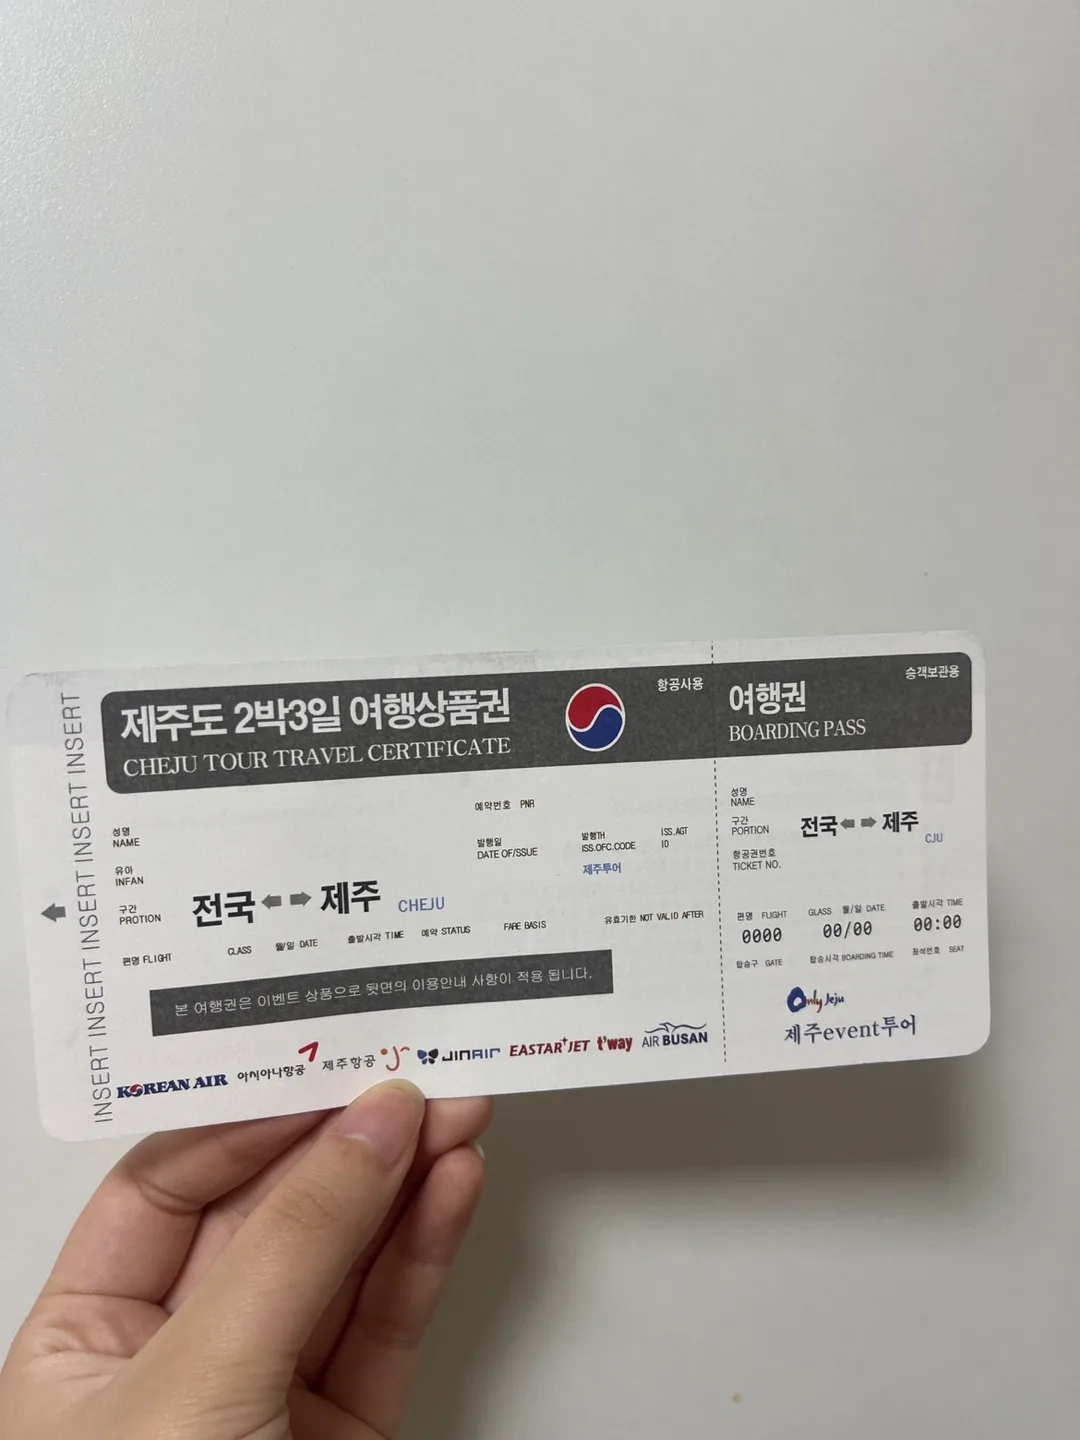 INSERT INSERT INSERT INSERT INSERT INSERT
제주도 2박3일 여행상품권
CHEJU TOUR TRAVEL CERTIFICATE
항공사용
성명
NAME
유아
INFAN
구간
PROTION
전국 제주 CHEJU
예약번호 PNR
발행일
DATE OF/SSUE
발행TH
ISS.OFC.CODE
제주투어
ISS.AGT
ID
편명 FLIGHT CLASS 월/일 DATE 출발시각 TIME 예약 STATUS FARE BASIS 유효기한 NOT VALID AFTER
본 여행권은 이벤트 상품으로 뒷면의 이용안내 사항이 적용 됩니다.
KOREAN AIR 아시아나항공 제주항공 JINAIR EASTAR JET t'way AIR BUSAN
여행권
BOARDING PASS
승객보관용
성명
NAME
구간
PORTION
전국 제주
CJU
항공권번호
TICKET NO.
편명 FLIGHT GLASS 월/일 DATE 출발시각 TIME
0000 00/00 00:00
탑승구 GATE 탑승시각 BOARDING TIME 좌석번호 SEAT
Only Jeju
제주event투어